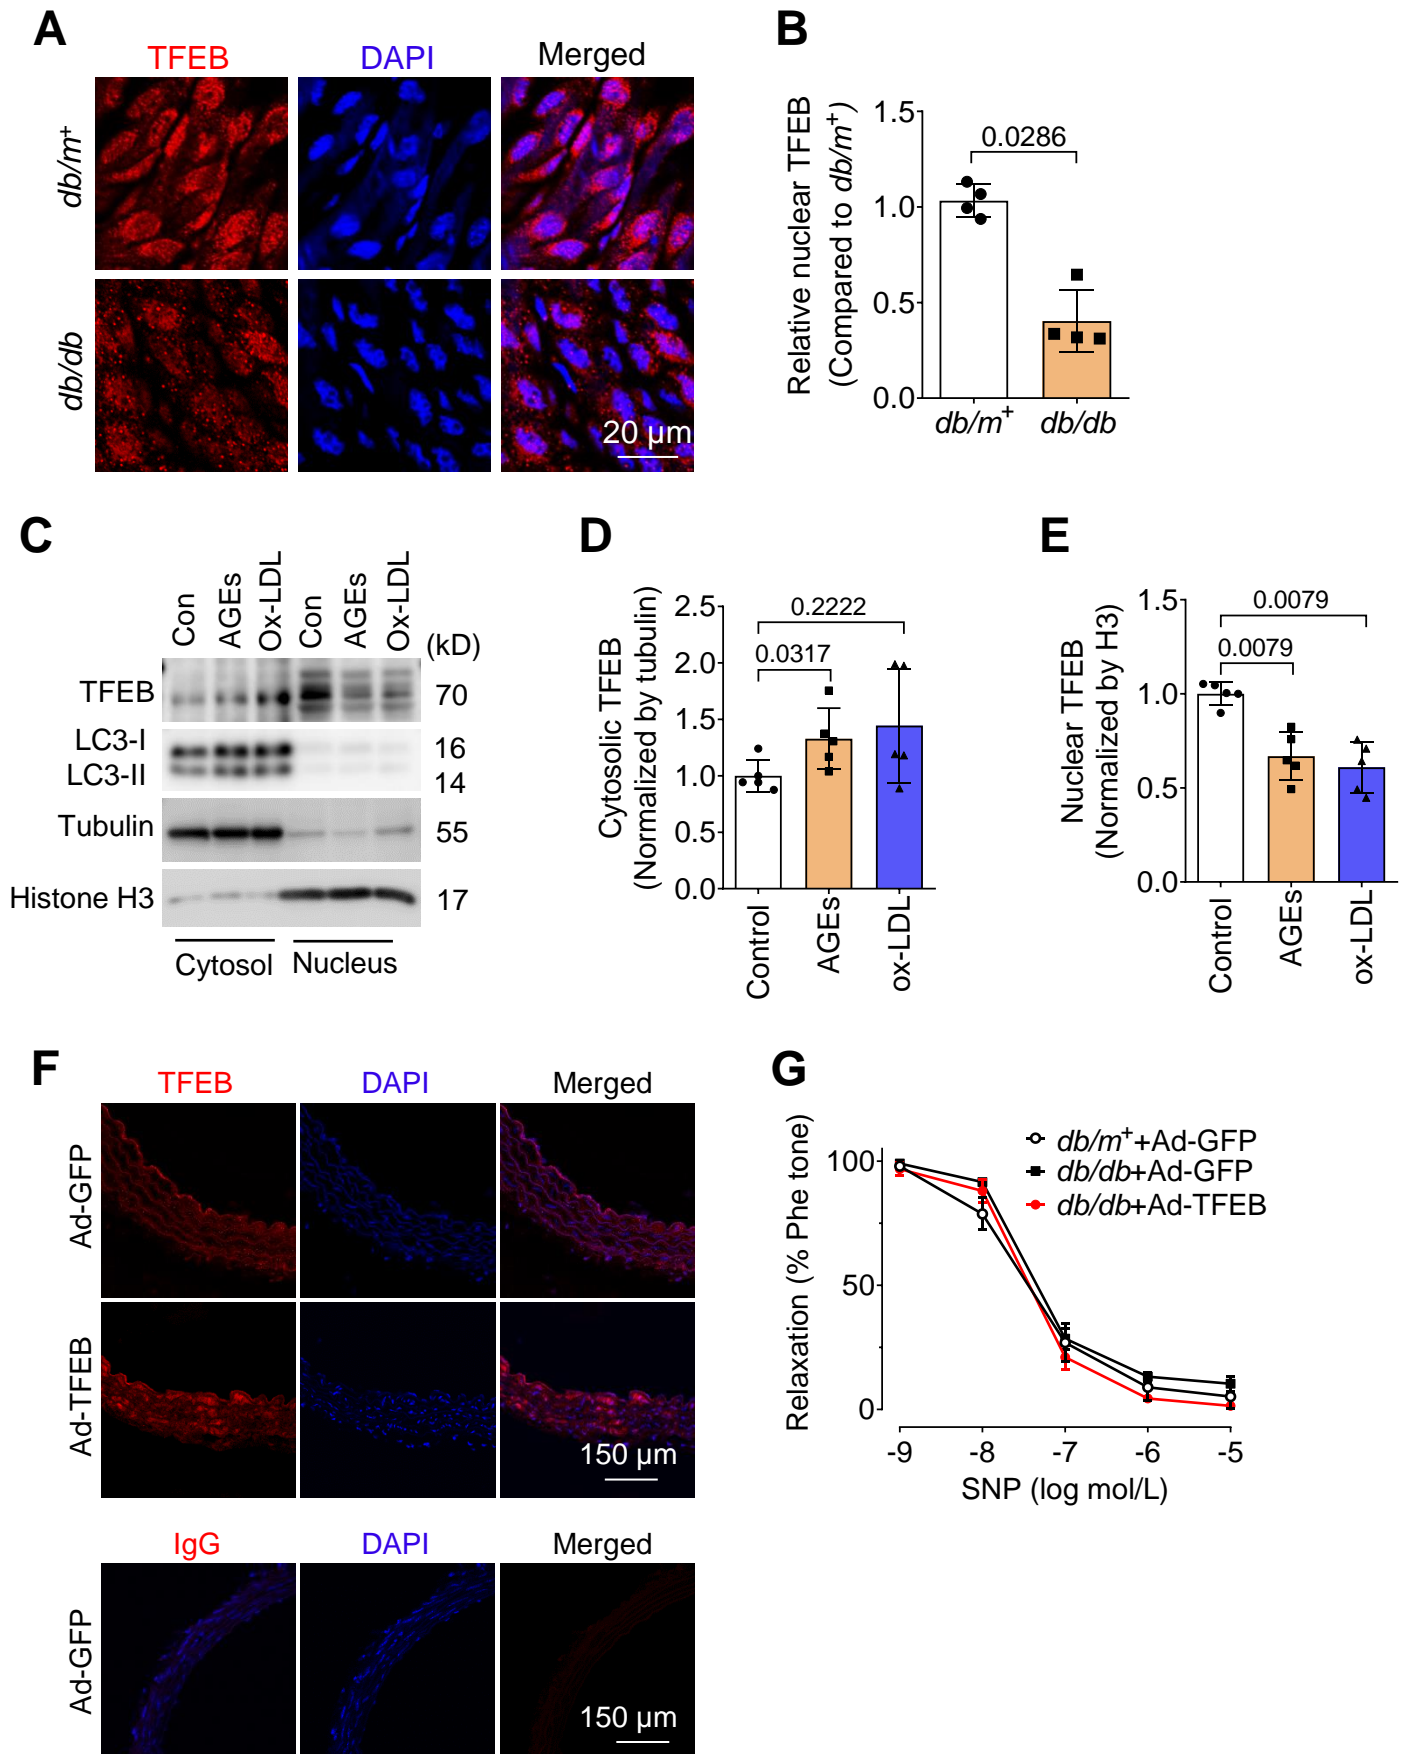 A
TFEB DAPI Merged
db/m+
db/db
20 µm
B
Relative nuclear TFEB
(Compared to db/m+)
1.5
1.0
0.5
0.0
0.0286
db/m+ db/db
C
Con AGEs Ox-LDL Con AGEs Ox-LDL (kD)
TFEB 70
LC3-I 16
LC3-II 14
Tubulin 55
Histone H3 17
Cytosol Nucleus
D
Cytosolic TFEB
(Normalized by tubulin)
2.5
2.0
1.5
1.0
0.5
0.0
0.2222
0.0317
Control AGEs ox-LDL
E
Nuclear TFEB
(Normalized by H3)
1.5
1.0
0.5
0.0
0.0079
0.0079
Control AGEs ox-LDL
F
TFEB DAPI Merged
Ad-GFP
Ad-TFEB
150 µm
IgG DAPI Merged
Ad-GFP
150 µm
G
Relaxation (% Phe tone)
100
50
0
db/m++Ad-GFP
db/db+Ad-GFP
db/db+Ad-TFEB
-9 -8 -7 -6 -5
SNP (log mol/L)